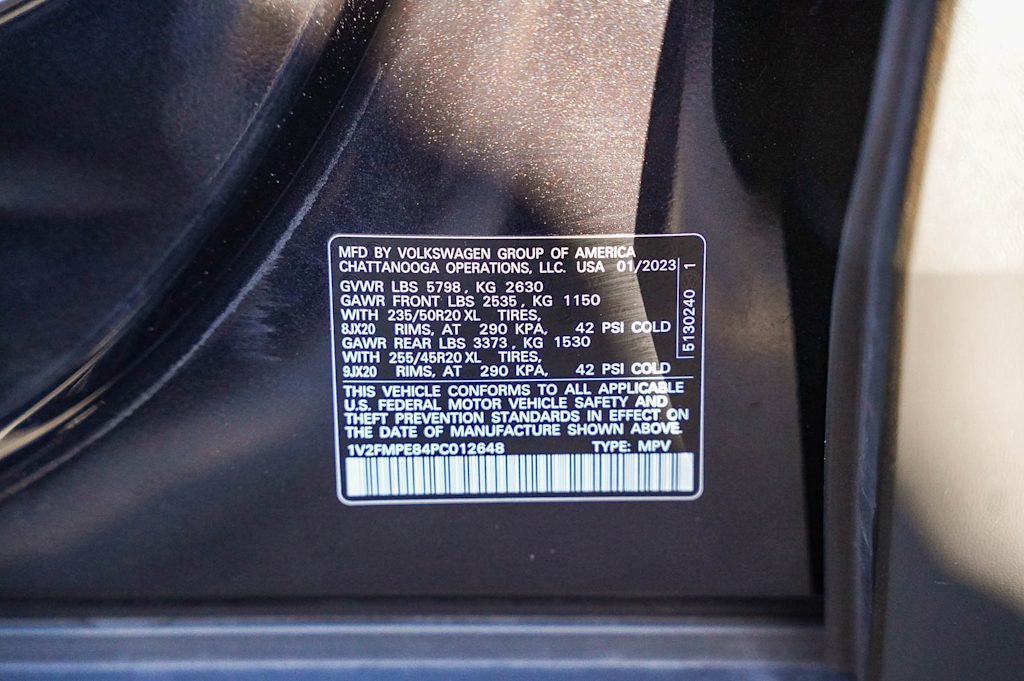 MFD BY VOLKSWAGEN GROUP OF AMERICA
CHATTANOOGA OPERATIONS, LLC. USA 01/2023
GVWR LBS 5798, KG 2630
GAWR FRONT LBS 2535, KG 1150
WITH 235/50R20 XL TIRES,
8JX20 RIMS, AT 290 KPA, 42 PSI COLD
GAWR REAR LBS 3373, KG 1530
WITH 255/45R20 XL TIRES,
9JX20 RIMS, AT 290 KPA, 42 PSI COLD
5130240 1
THIS VEHICLE CONFORMS TO ALL APPLICABLE
U.S. FEDERAL MOTOR VEHICLE SAFETY AND
THEFT PREVENTION STANDARDS IN EFFECT ON
THE DATE OF MANUFACTURE SHOWN ABOVE.
1V2FMPE84PC012648 TYPE: MPV